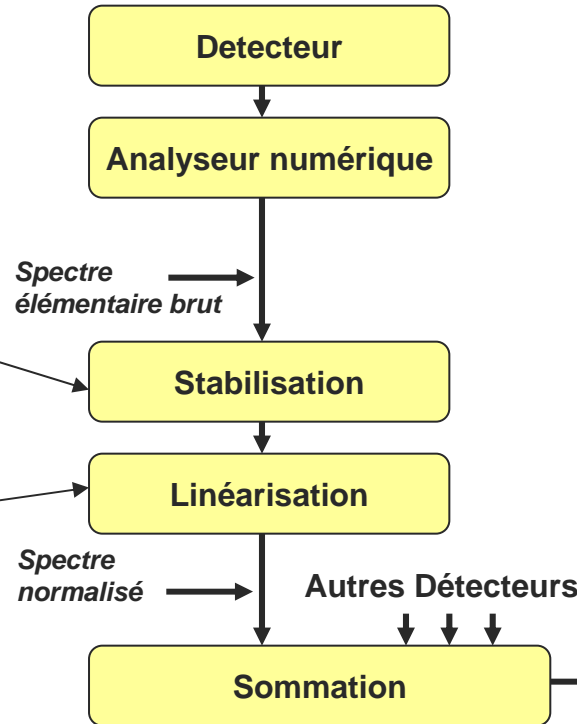 Detecteur
Analyseur numérique
Spectre
élémentaire brut
Stabilisation
Linéarisation
Spectre
normalisé
Autres Détecteurs
Sommation